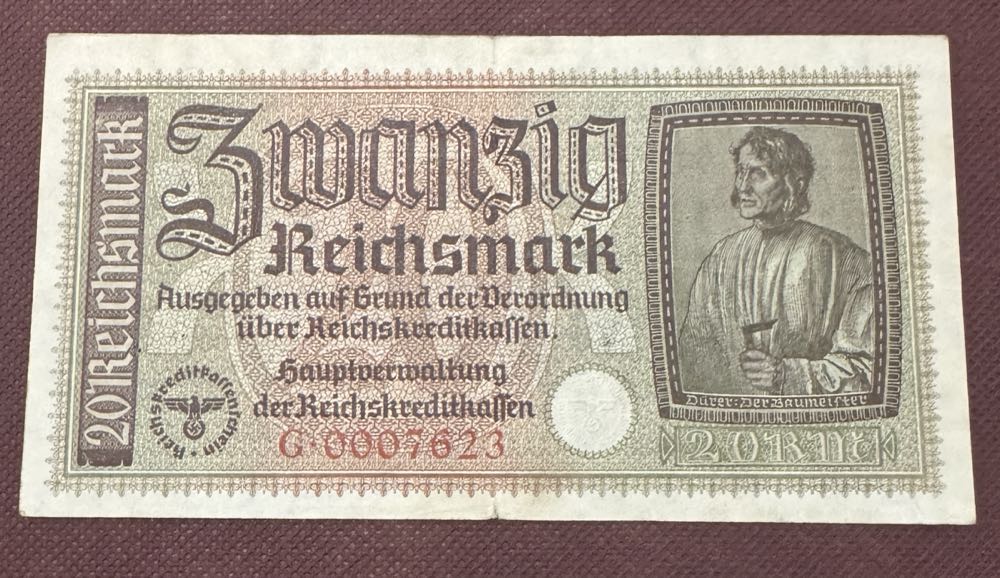 20 Reichsmark
Zwanzig
Reichsmark
Ausgegeben auf Grund der Verordnung
über Reichskreditkassen.
Hauptverwaltung
der Reichskreditkassen
Reichskreditkassenschein
G·0007623
Dürer: Der Baumeister
20 RM